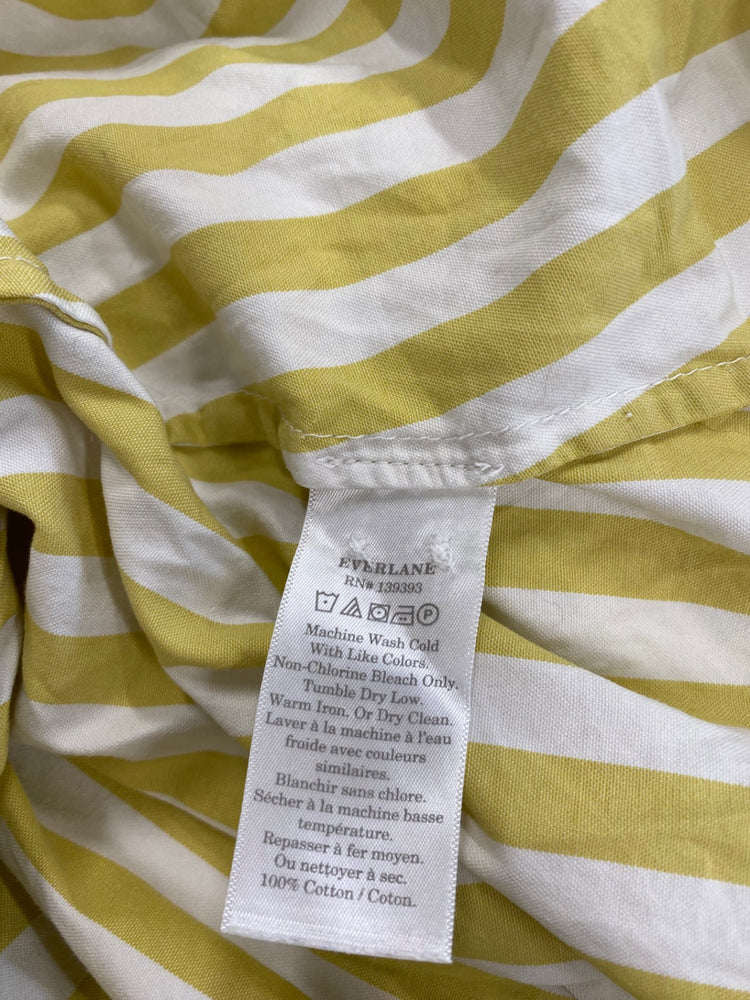 EVERLANE
RN# 139393
Machine Wash Cold
With Like Colors.
Non-Chlorine Bleach Only.
Tumble Dry Low.
Warm Iron. Or Dry Clean.
Laver à la machine à l'eau
froide avec couleurs
similaires.
Blanchir sans chlore.
Sécher à la machine basse
température.
Repasser à fer moyen.
Ou nettoyer à sec.
100% Cotton / Coton.